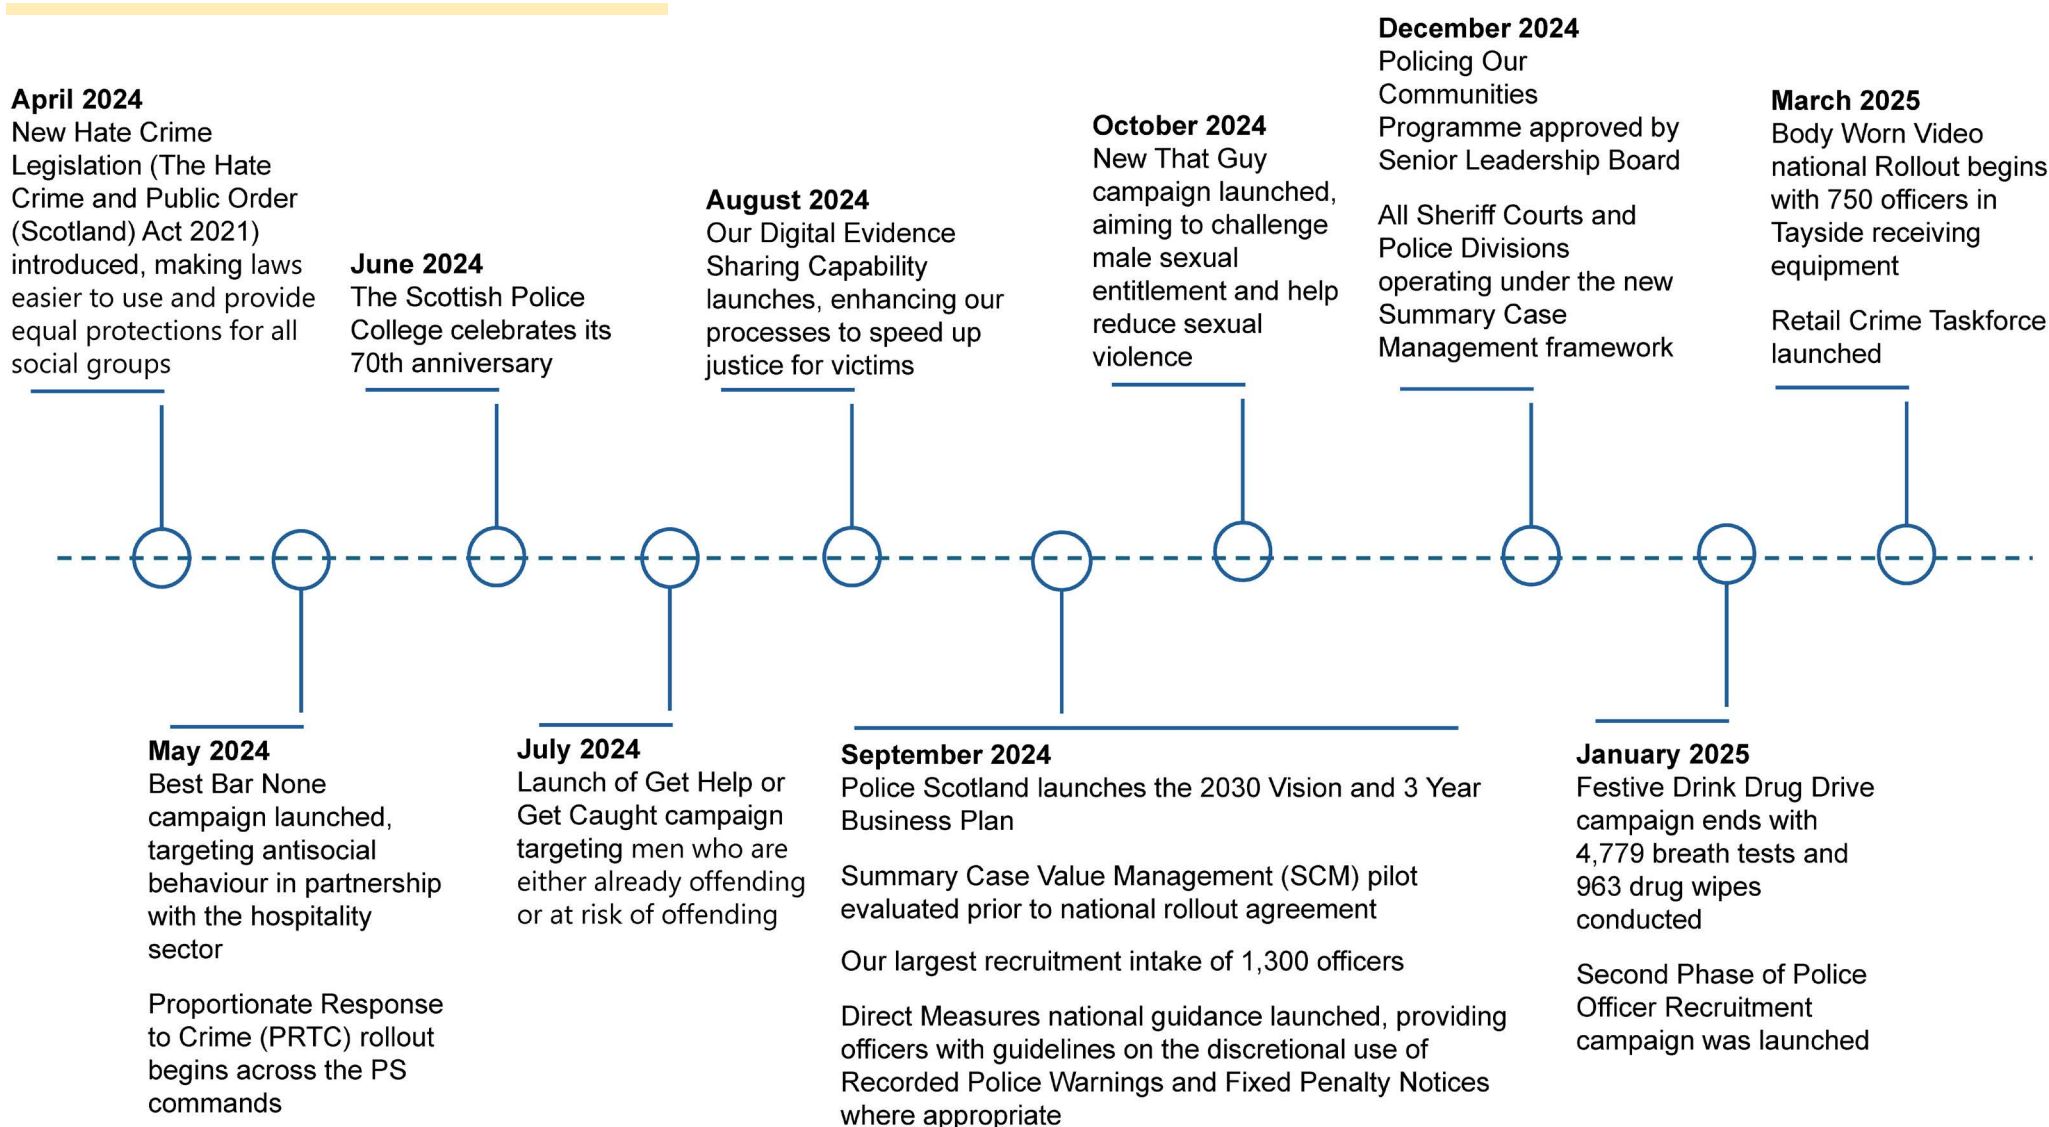 April 2024
New Hate Crime
Legislation (The Hate
Crime and Public Order
(Scotland) Act 2021)
introduced, making laws
easier to use and provide
equal protections for all
social groups
May 2024
Best Bar None
campaign launched,
targeting antisocial
behaviour in partnership
with the hospitality
sector
Proportionate Response
to Crime (PRTC) rollout
begins across the PS
commands
June 2024
The Scottish Police
College celebrates its
70th anniversary
July 2024
Launch of Get Help or
Get Caught campaign
targeting men who are
either already offending
or at risk of offending
August 2024
Our Digital Evidence
Sharing Capability
launches, enhancing our
processes to speed up
justice for victims
September 2024
Police Scotland launches the 2030 Vision and 3 Year
Business Plan
Summary Case Value Management (SCM) pilot
evaluated prior to national rollout agreement
Our largest recruitment intake of 1,300 officers
Direct Measures national guidance launched, providing
officers with guidelines on the discretional use of
Recorded Police Warnings and Fixed Penalty Notices
where appropriate
October 2024
New That Guy
campaign launched,
aiming to challenge
male sexual
entitlement and help
reduce sexual
violence
December 2024
Policing Our
Communities
Programme approved by
Senior Leadership Board
All Sheriff Courts and
Police Divisions
operating under the new
Summary Case
Management framework
January 2025
Festive Drink Drug Drive
campaign ends with
4,779 breath tests and
963 drug wipes
conducted
Second Phase of Police
Officer Recruitment
campaign was launched
March 2025
Body Worn Video
national Rollout begins
with 750 officers in
Tayside receiving
equipment
Retail Crime Taskforce
launched